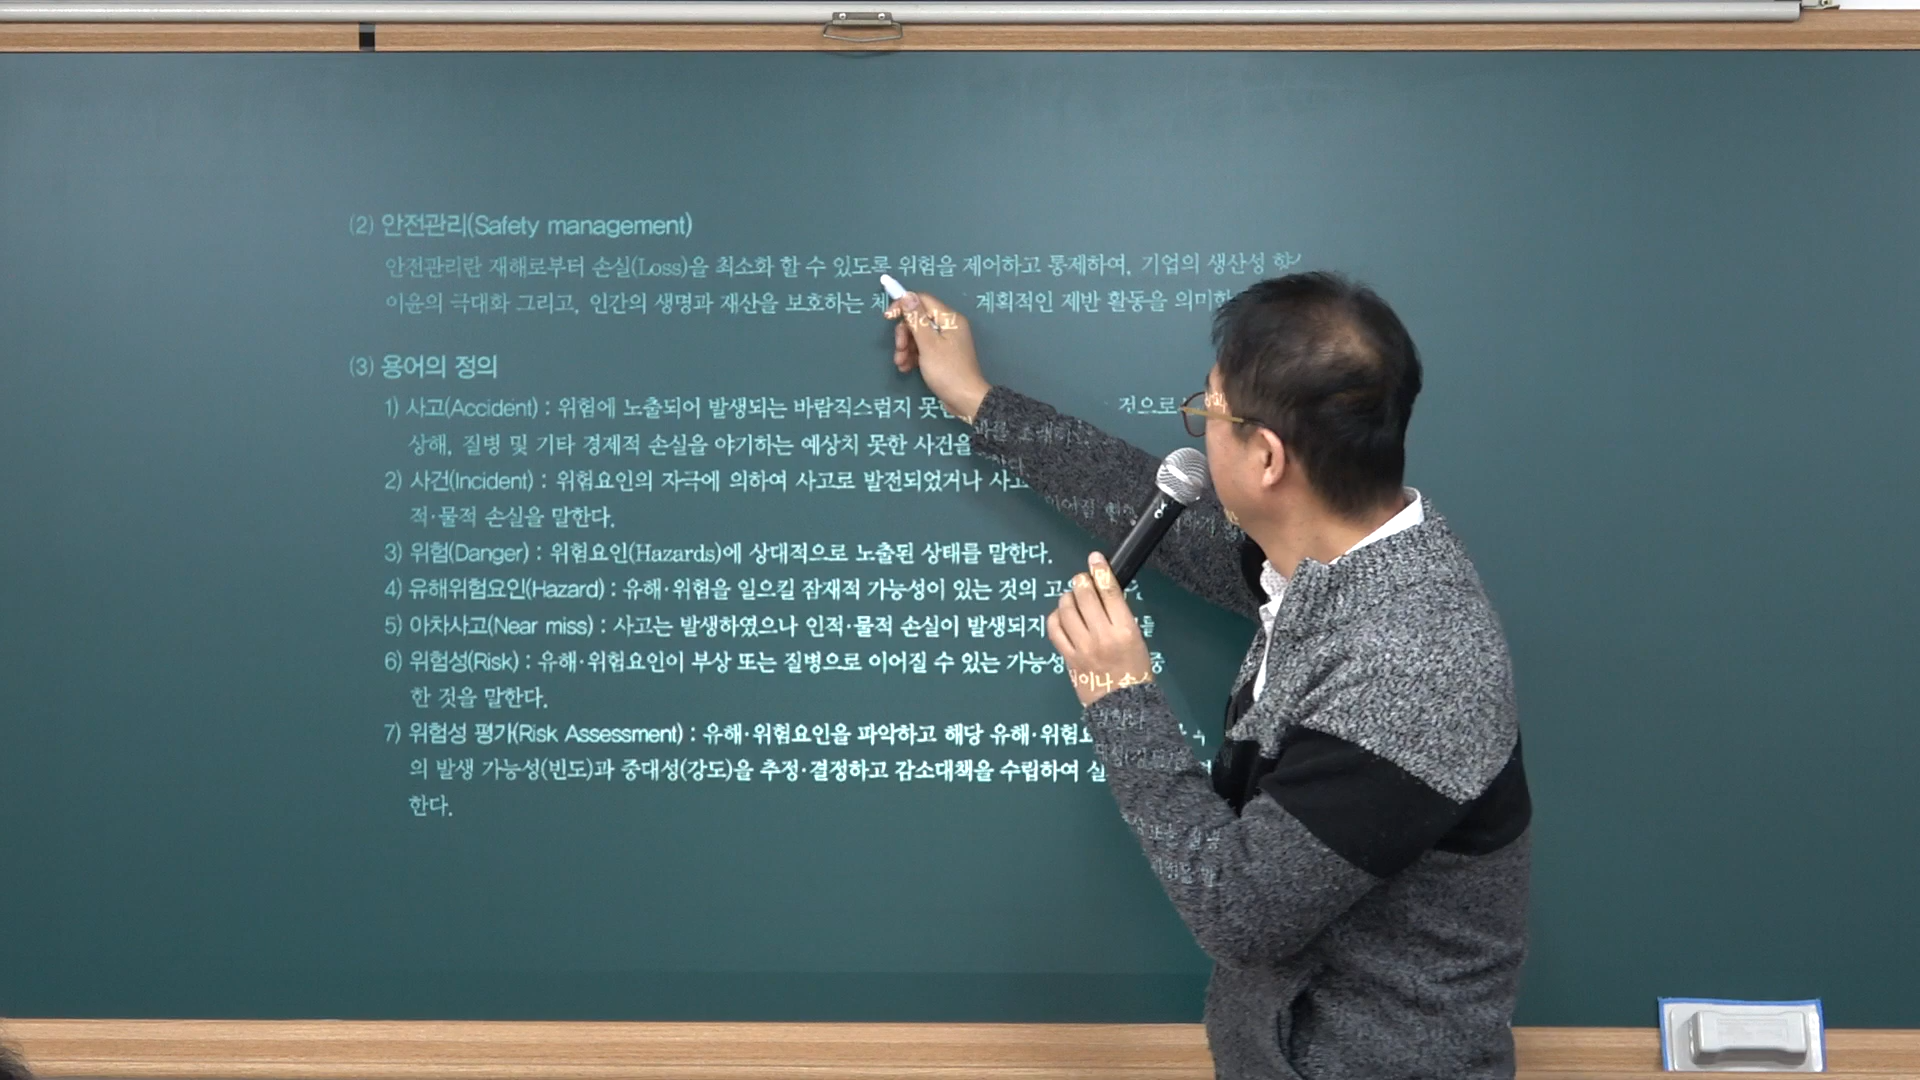 (2) 안전관리(Safety management)
안전관리란 재해로부터 손실(Loss)을 최소화 할 수 있도록 위험을 제어하고 통제하여, 기업의 생산성
이윤의 극대화 그리고, 인간의 생명과 재산을 보호하는 계획적인 제반 활동을
(3) 용어의 정의
1) 사고(Accident) : 위험에 노출되어 발생되는 바람직스럽지 것으로
상해, 질병 및 기타 경제적 손실을 야기하는 예상치 못한 사건을
2) 사건(Incident) : 위험요인의 자극에 의하여 사고로 발전되었거나
적·물적 손실을 말한다.
3) 위험(Danger) : 위험요인(Hazards)에 상대적으로 노출된 상태를 말한다.
4) 유해위험요인(Hazard) : 유해·위험을 일으킬 잠재적 가능성이 있는 것의
5) 아차사고(Near miss) : 사고는 발생하였으나 인적·물적 손실이 발생되지
6) 위험성(Risk) : 유해·위험요인이 부상 또는 질병으로 이어질 수 있는
한 것을 말한다.
7) 위험성 평가(Risk Assessment) : 유해·위험요인을 파악하고 해당
의 발생 가능성(빈도)과 중대성(강도)을 추정·결정하고 감소대책을 수립하여
한다.